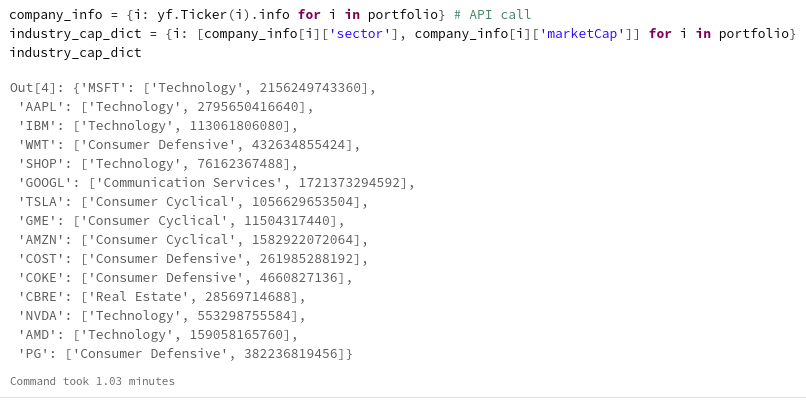 company_info = {i: yf.Ticker(i).info for i in portfolio} # API call
industry_cap_dict = {i: [company_info[i]['sector'], company_info[i]['marketCap']] for i in portfolio}
industry_cap_dict
Out[4]: {'MSFT': ['Technology', 2156249743360],
 'AAPL': ['Technology', 2795650416640],
 'IBM': ['Technology', 113061806080],
 'WMT': ['Consumer Defensive', 432634855424],
 'SHOP': ['Technology', 76162367488],
 'GOOGL': ['Communication Services', 1721373294592],
 'TSLA': ['Consumer Cyclical', 1056629653504],
 'GME': ['Consumer Cyclical', 11504317440],
 'AMZN': ['Consumer Cyclical', 1582922072064],
 'COST': ['Consumer Defensive', 261985288192],
 'COKE': ['Consumer Defensive', 4660827136],
 'CBRE': ['Real Estate', 28569714688],
 'NVDA': ['Technology', 553298755584],
 'AMD': ['Technology', 159058165760],
 'PG': ['Consumer Defensive', 382236819456]}
Command took 1.03 minutes